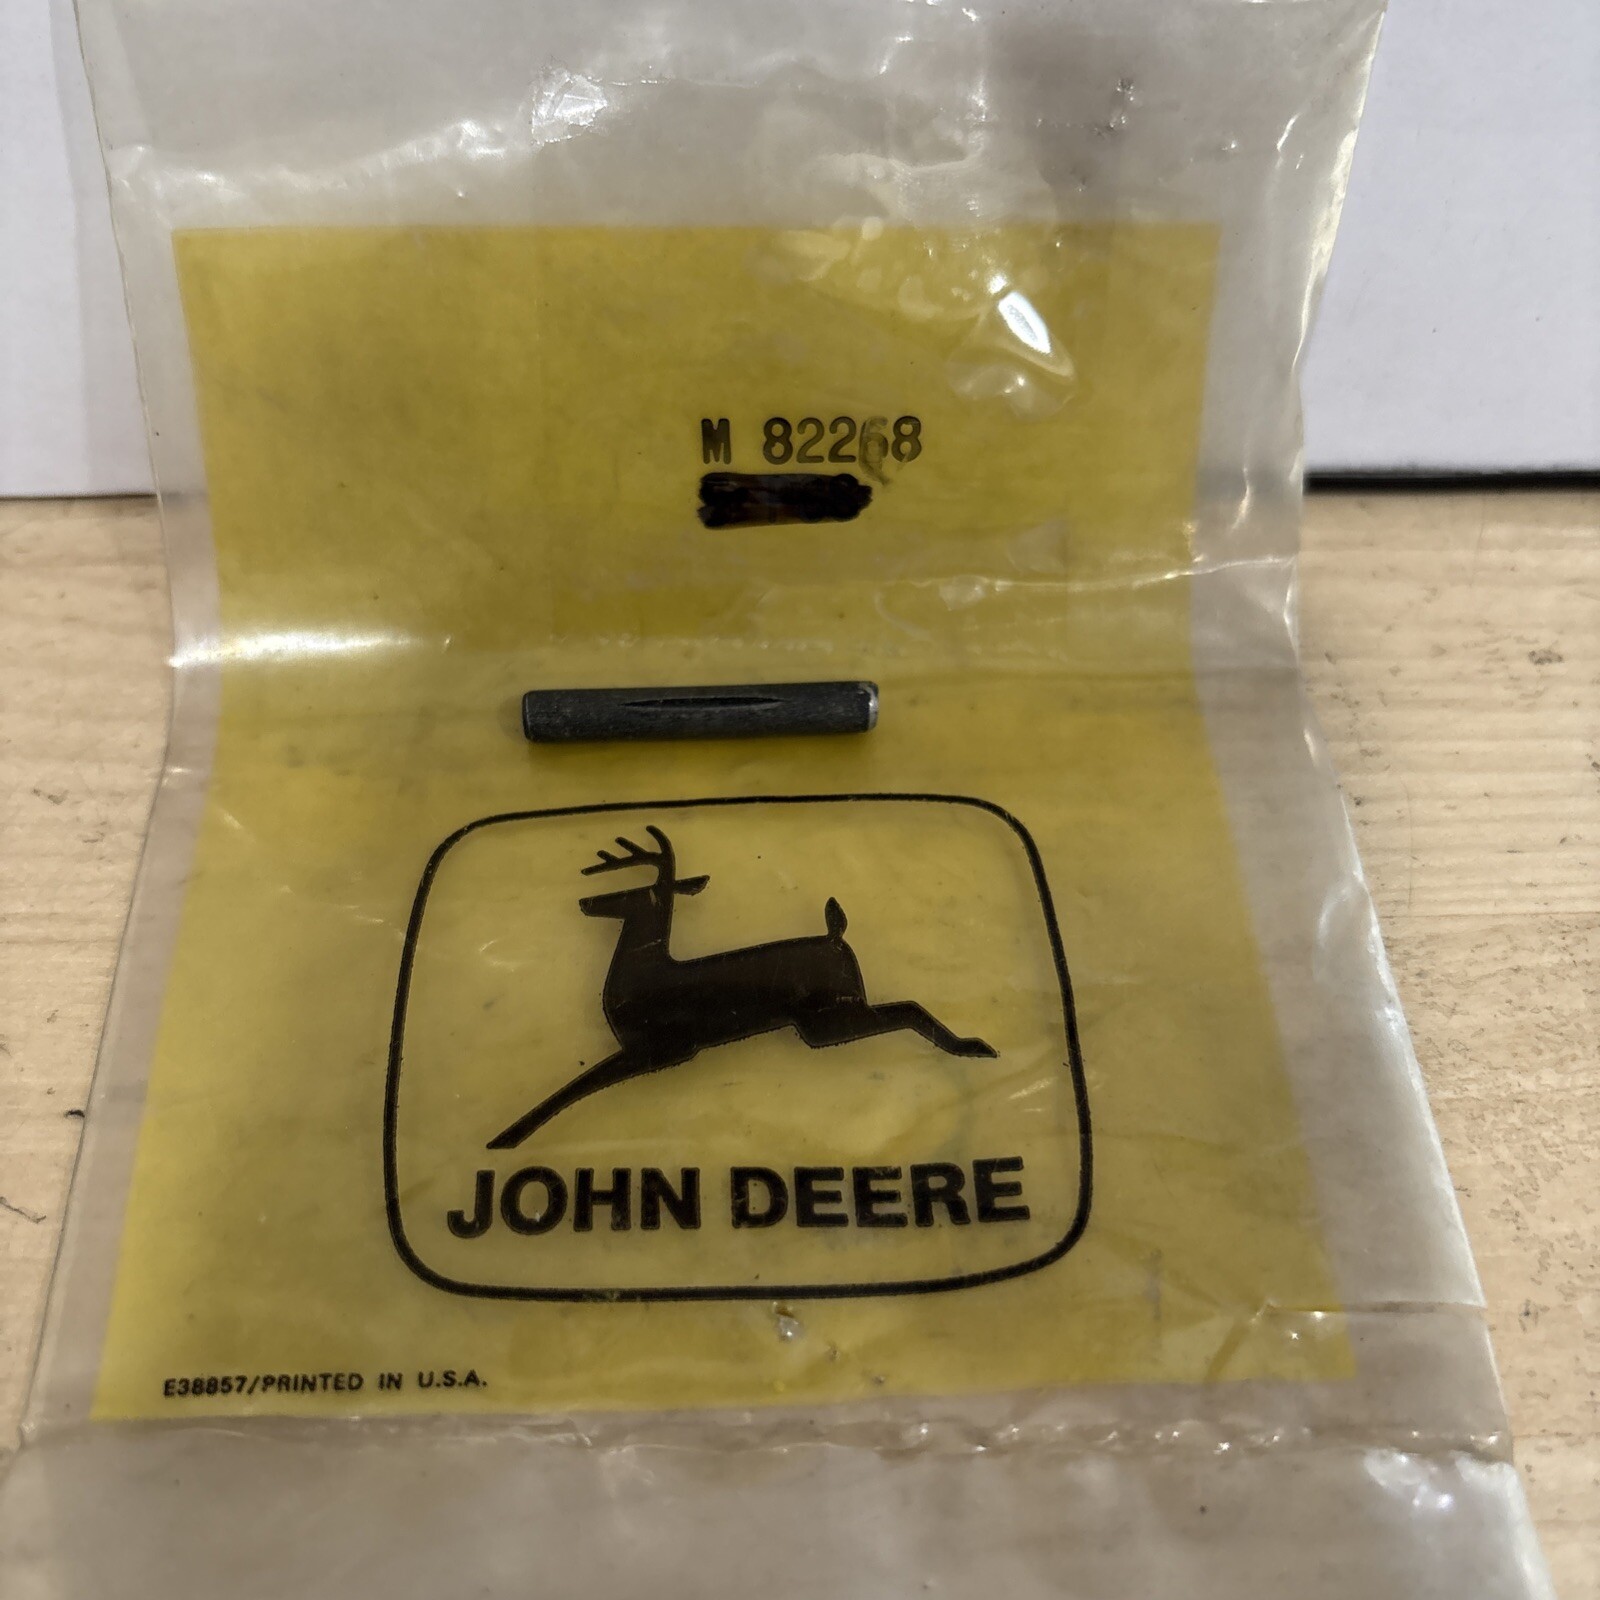 M 82268
JOHN DEERE
E38857/PRINTED IN U.S.A.